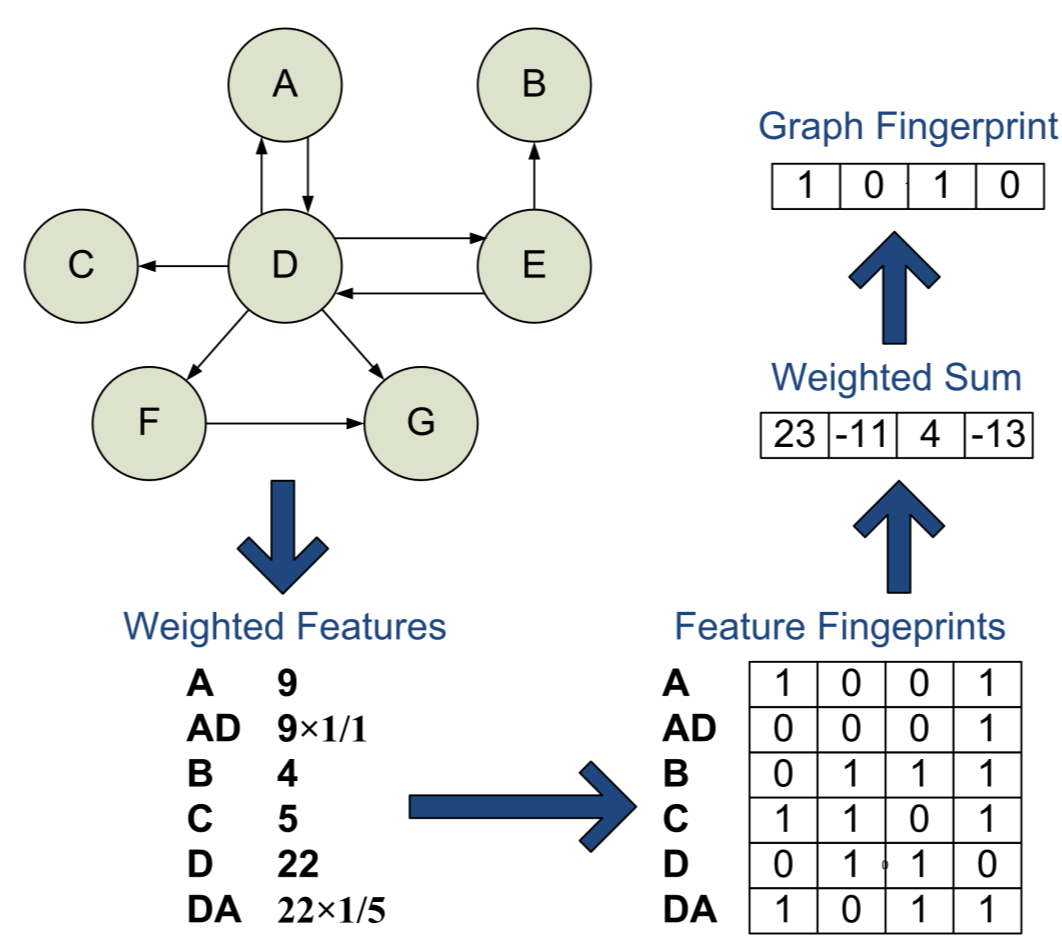 A
B
C
D
E
F
G
Weighted Features
A 9
AD 9×1/1
B 4
C 5
D 22
DA 22×1/5
Feature Fingeprints
A 1 0 0 1
AD 0 0 0 1
B 0 1 1 1
C 1 1 0 1
D 0 1 0 1 0
DA 1 0 1 1
Weighted Sum
23 -11 4 -13
Graph Fingerprint
1 0 1 0